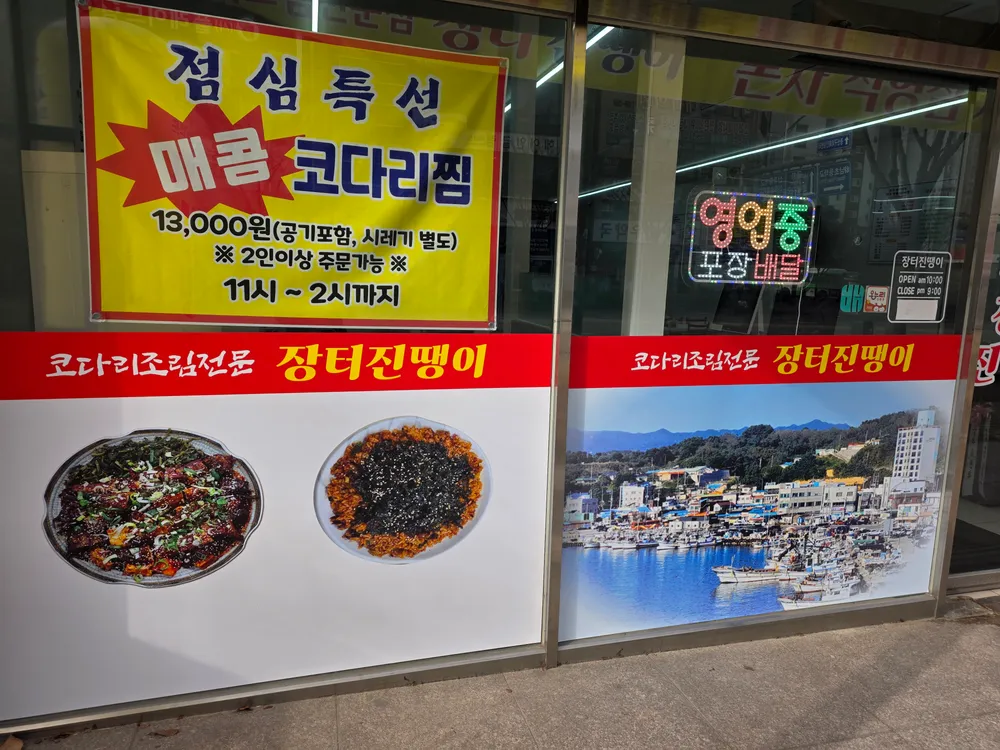 점심특선
매콤 코다리찜
13,000원(공기포함, 시레기 별도)
※ 2인이상 주문가능 ※
11시 ~ 2시까지
영업중
포장배달
장터진땡이
OPEN am 10:00
CLOSE pm 9:00
코다리조림전문 장터진땡이
코다리조림전문 장터진땡이